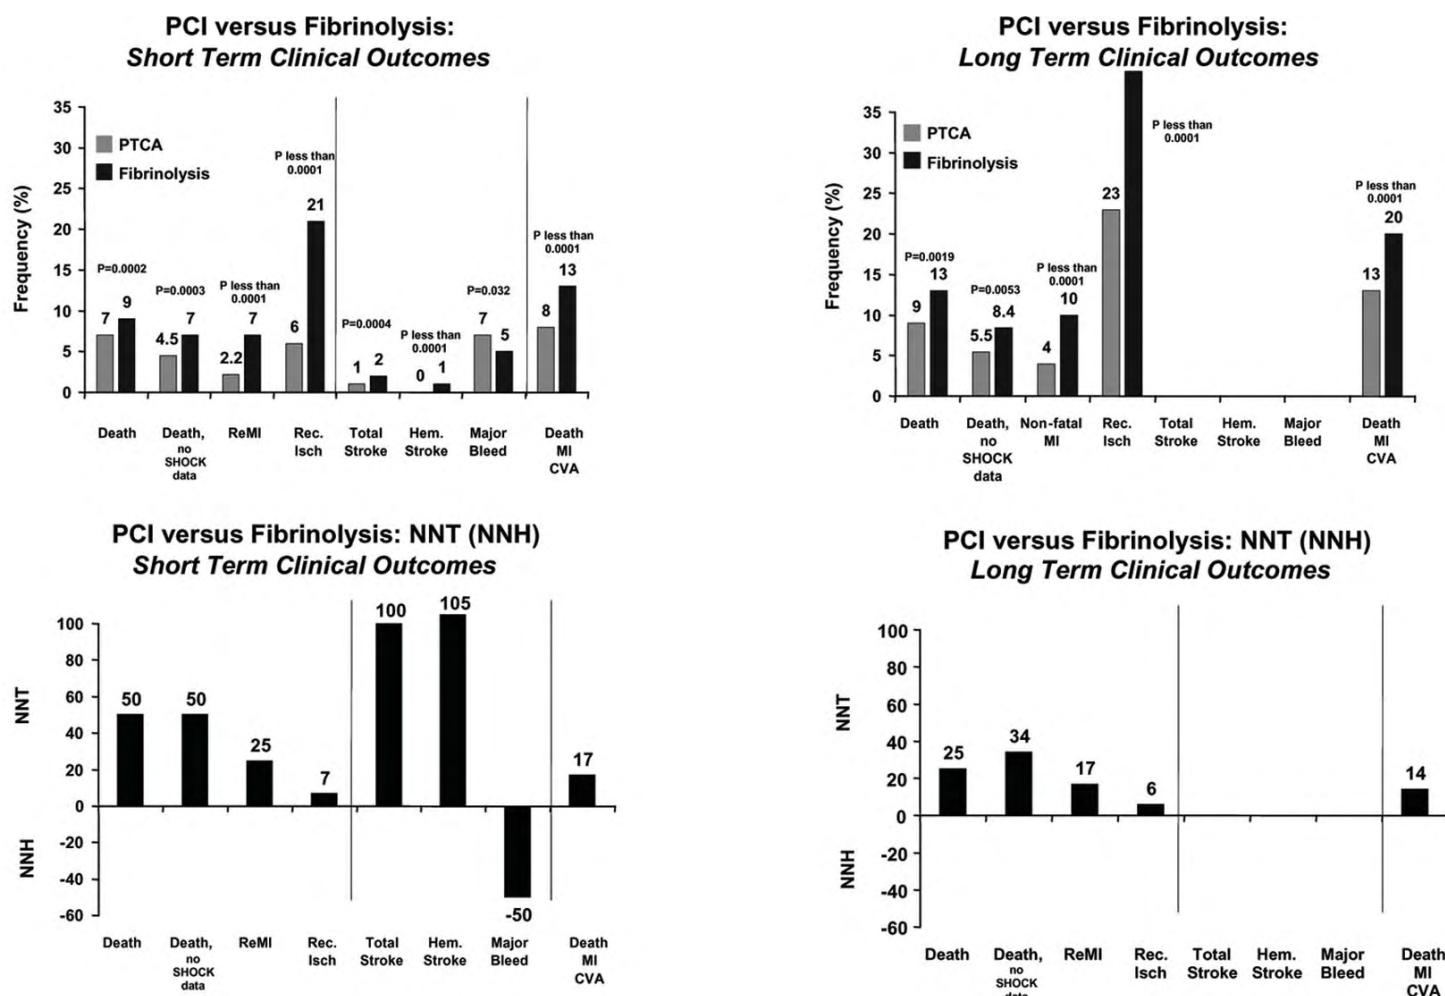 PCI versus Fibrinolysis:
Short Term Clinical Outcomes
35
30
25
20
15
10
5
0
Frequency (%)
PTCA
Fibrinolysis
P=0.0002
7
9
P=0.0003
4.5
7
P less than
0.0001
2.2
7
P less than
0.0001
6
21
P=0.0004
1
2
P less than
0.0001
0
1
P=0.032
7
5
P less than
0.0001
8
13
Death
Death,
no
SHOCK
data
ReMI
Rec.
Isch
Total
Stroke
Hem.
Stroke
Major
Bleed
Death
MI
CVA
PCI versus Fibrinolysis:
Long Term Clinical Outcomes
35
30
25
20
15
10
5
0
Frequency (%)
PTCA
Fibrinolysis
P=0.0019
9
13
P=0.0053
5.5
8.4
P less than
0.0001
4
10
23
P less than
0.0001
P less than
0.0001
13
20
Death
Death,
no
SHOCK
data
Non-fatal
MI
Rec.
Isch
Total
Stroke
Hem.
Stroke
Major
Bleed
Death
MI
CVA
PCI versus Fibrinolysis: NNT (NNH)
Short Term Clinical Outcomes
100
80
60
40
20
0
-20
-40
-60
NNT
NNH
50
50
25
7
100
105
-50
17
Death
Death,
no
SHOCK
data
ReMI
Rec.
Isch
Total
Stroke
Hem.
Stroke
Major
Bleed
Death
MI
CVA
PCI versus Fibrinolysis: NNT (NNH)
Long Term Clinical Outcomes
100
80
60
40
20
0
-20
-40
-60
NNT
NNH
25
34
17
6
14
Death
Death,
no
SHOCK
data
ReMI
Rec.
Isch
Total
Stroke
Hem.
Stroke
Major
Bleed
Death
MI
CVA